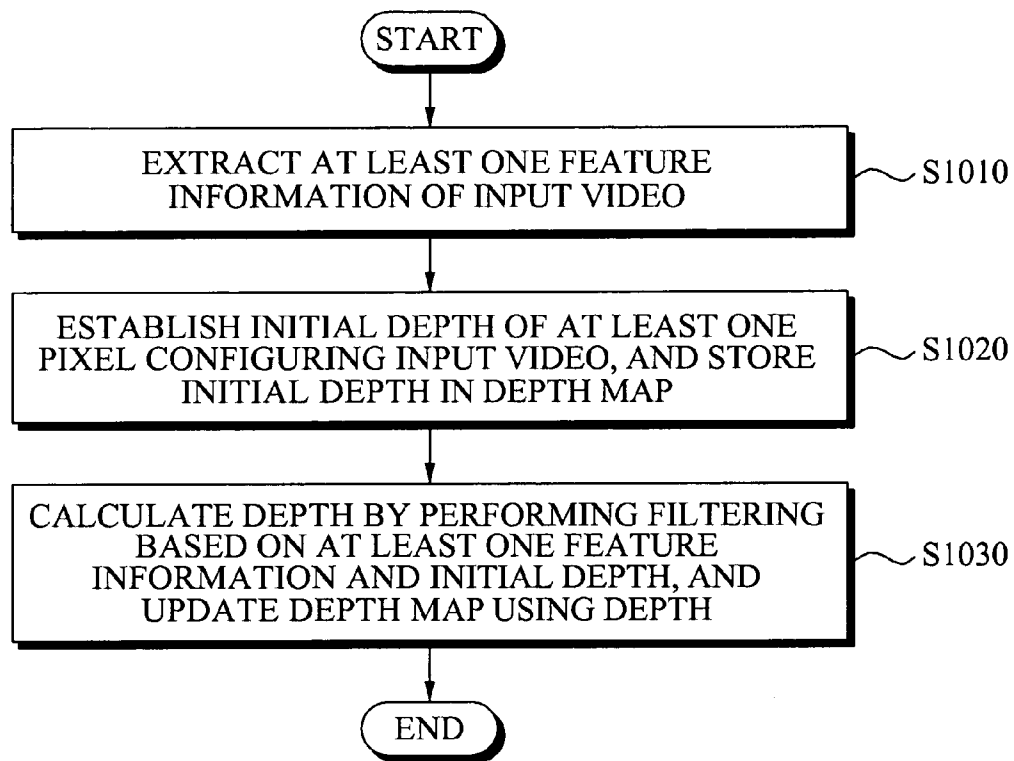 START
EXTRACT AT LEAST ONE FEATURE
INFORMATION OF INPUT VIDEO
S1010
ESTABLISH INITIAL DEPTH OF AT LEAST ONE
PIXEL CONFIGURING INPUT VIDEO, AND STORE
INITIAL DEPTH IN DEPTH MAP
S1020
CALCULATE DEPTH BY PERFORMING FILTERING
BASED ON AT LEAST ONE FEATURE
INFORMATION AND INITIAL DEPTH, AND
UPDATE DEPTH MAP USING DEPTH
S1030
END